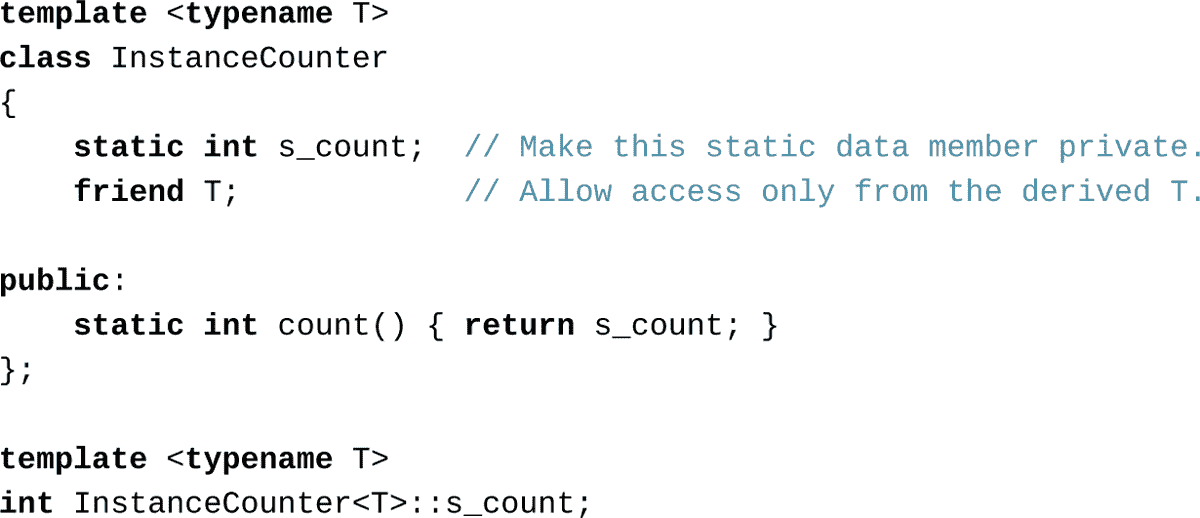 template <typename T>
class InstanceCounter
{
    static int s_count;  // Make this static data member private.
    friend T;            // Allow access only from the derived T.

public:
    static int count() { return s_count; }
};

template <typename T>
int InstanceCounter<T>::s_count;